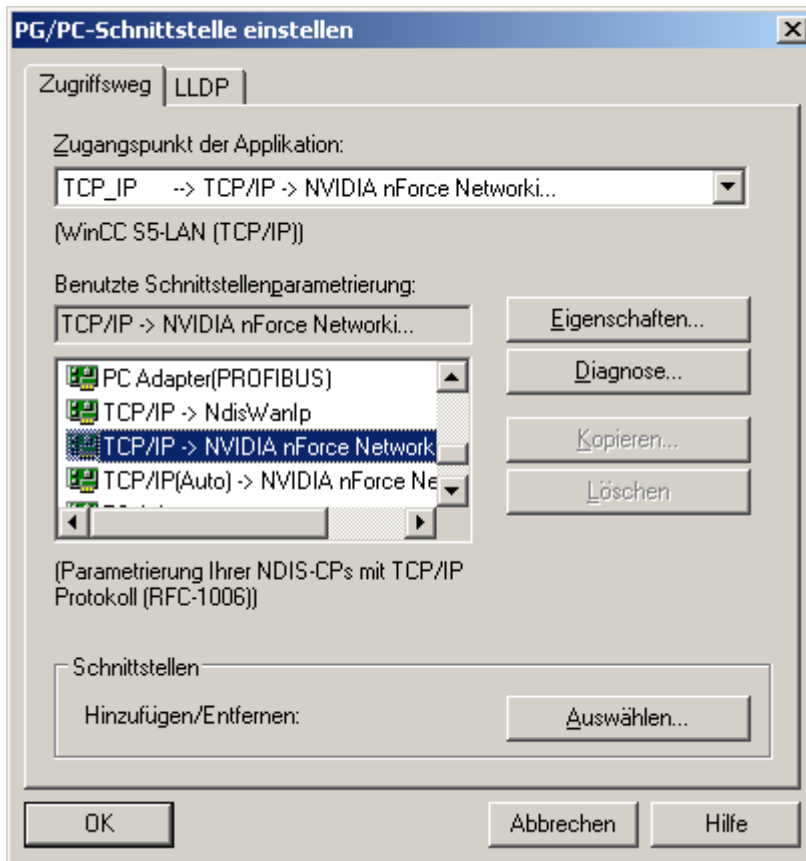 PG/PC-Schnittstelle einstellen
Zugriffsweg
LLDP
Zugangspunkt der Applikation:
TCP_IP --> TCP/IP -> NVIDIA nForce Networki...
(WinCC S5-LAN (TCP/IP))
Benutzte Schnittstellenparametrierung:
TCP/IP -> NVIDIA nForce Networki...
Eigenschaften...
PC Adapter(PROFIBUS)
Diagnose...
TCP/IP -> NdisWanIp
TCP/IP -> NVIDIA nForce Network
Kopieren...
TCP/IP(Auto) -> NVIDIA nForce Ne
Löschen
(Parametrierung Ihrer NDIS-CPs mit TCP/IP
Protokoll (RFC-1006))
Schnittstellen
Hinzufügen/Entfernen:
Auswählen...
OK
Abbrechen
Hilfe